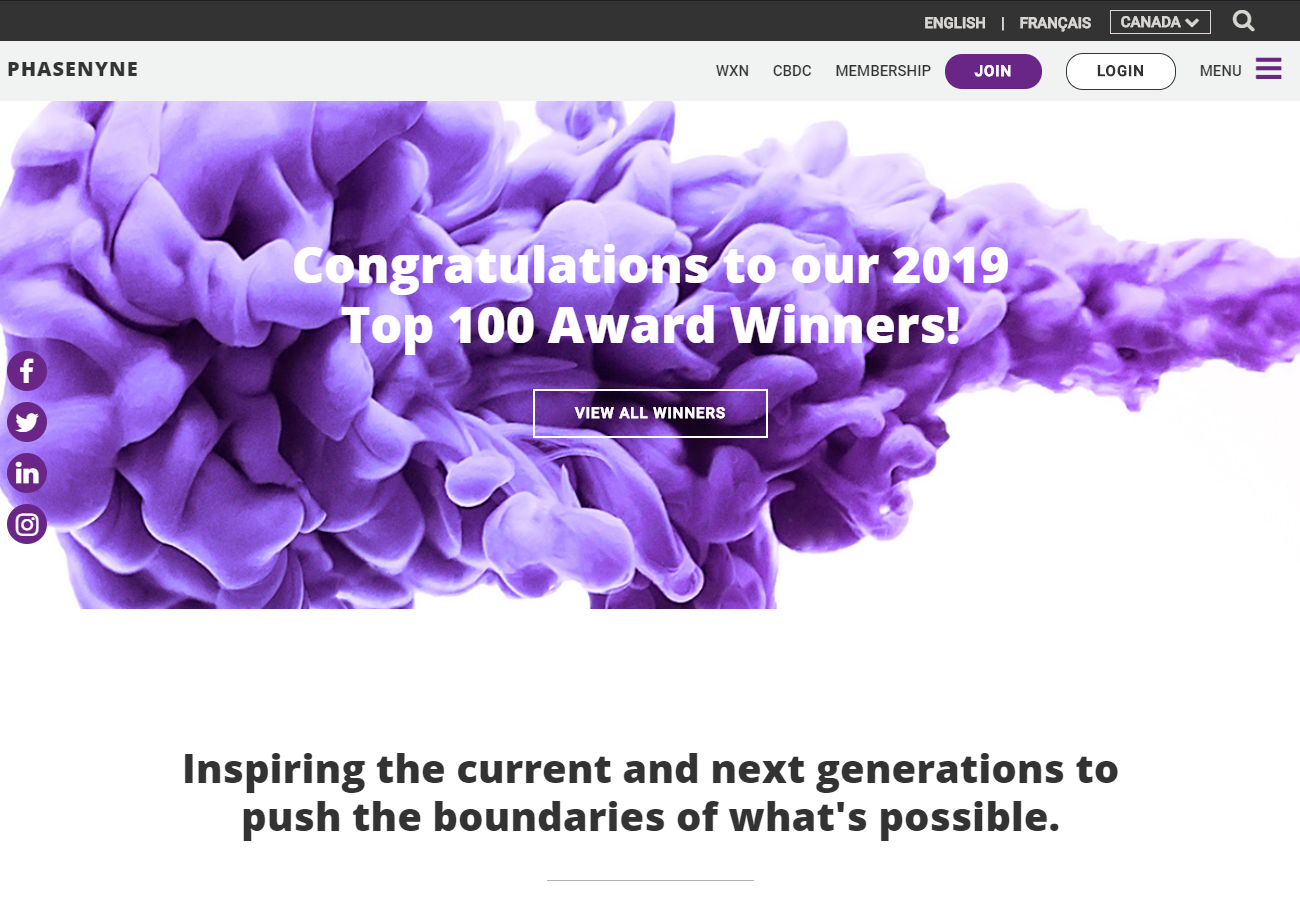 ENGLISH | FRANÇAIS CANADA
PHASENYNE
WXN CBDC MEMBERSHIP JOIN LOGIN MENU
Congratulations to our 2019
Top 100 Award Winners!
VIEW ALL WINNERS
Inspiring the current and next generations to
push the boundaries of what's possible.